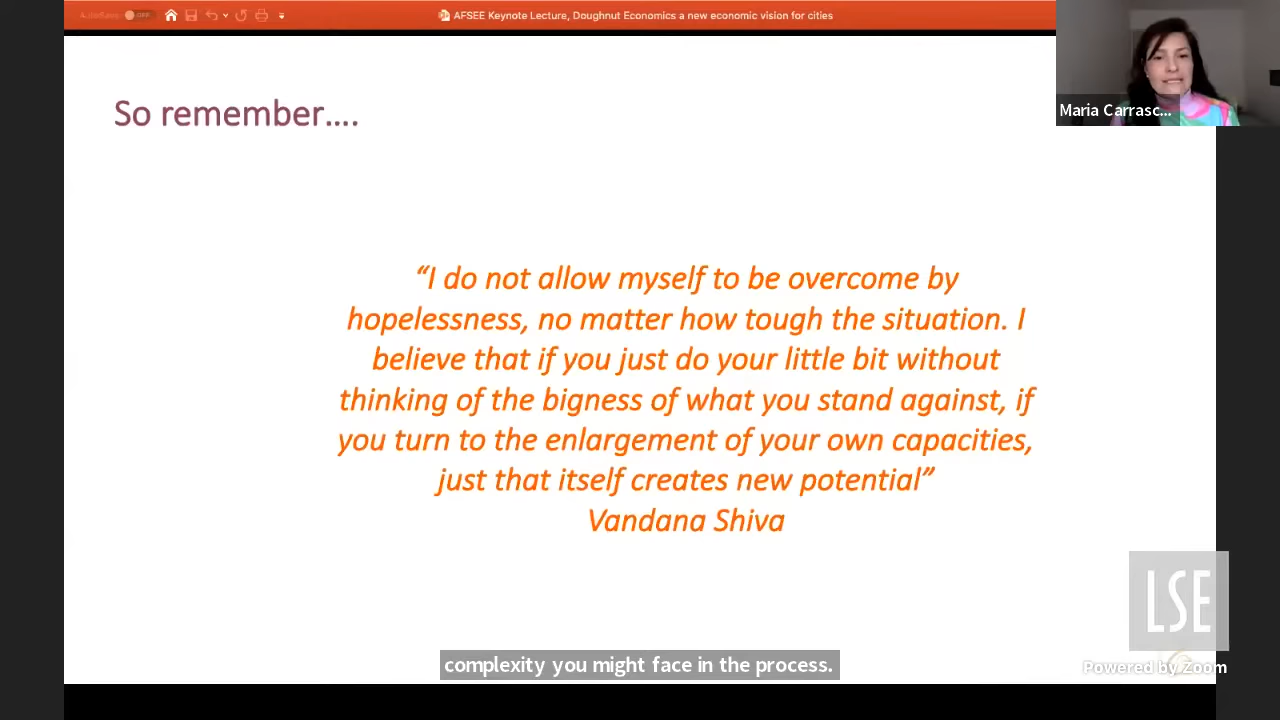 AutoSave OFF
AFSEE Keynote Lecture, Doughnut Economics a new economic vision for cities
Maria Carrasc...
So remember....
“I do not allow myself to be overcome by
hopelessness, no matter how tough the situation. I
believe that if you just do your little bit without
thinking of the bigness of what you stand against, if
you turn to the enlargement of your own capacities,
just that itself creates new potential”
Vandana Shiva
LSE
complexity you might face in the process.
Powered by Zoom